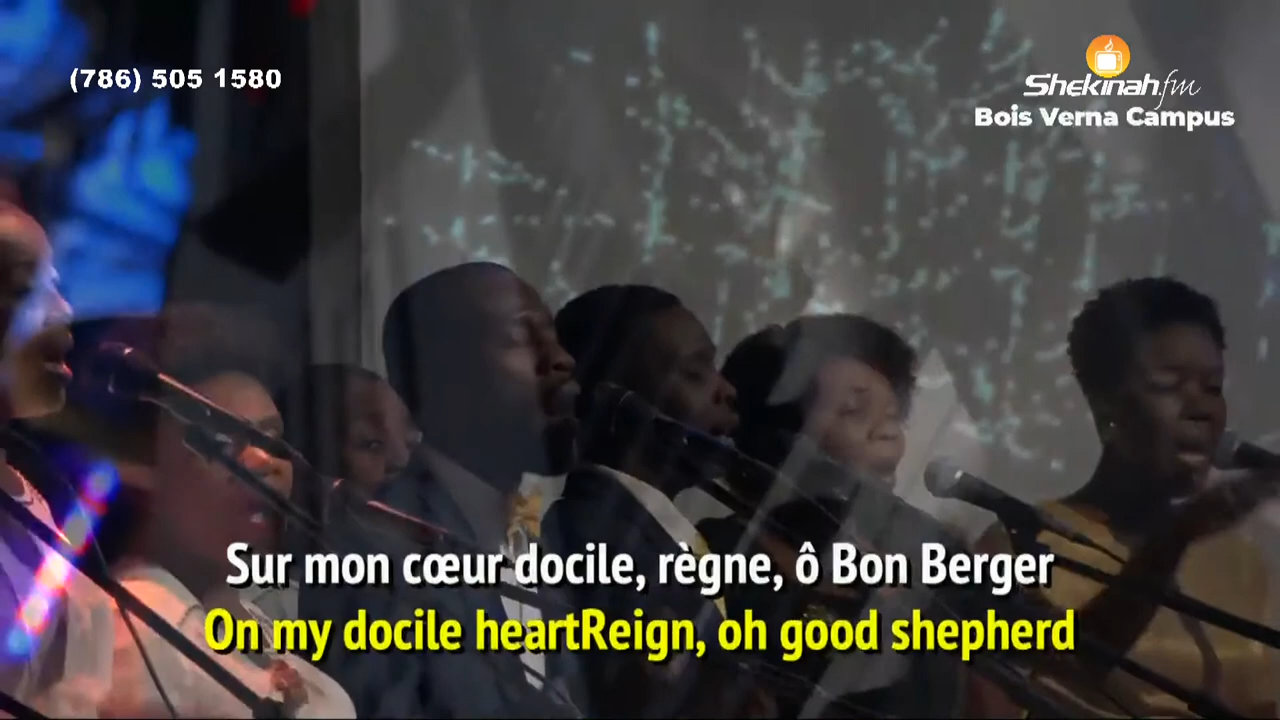 (786) 505 1580
Shekinah.fm
Bois Verna Campus
Sur mon cœur docile, règne, ô Bon Berger
On my docile heartReign, oh good shepherd